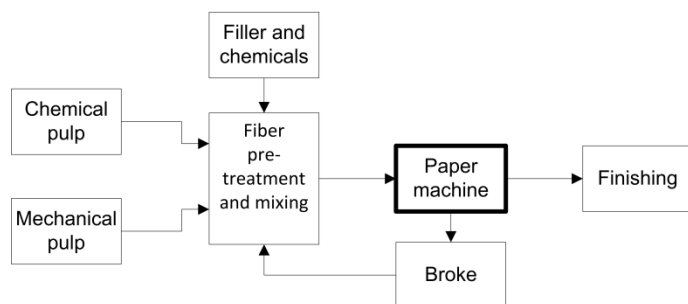 Filler and
chemicals
Chemical
pulp
Fiber
pre-
treatment
and mixing
Mechanical
pulp
Paper
machine
Finishing
Broke